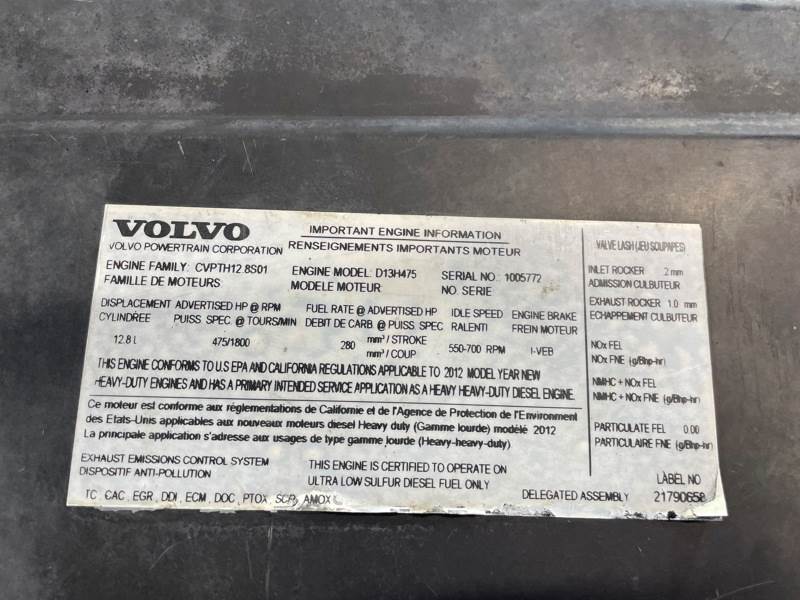 VOLVO
VOLVO POWERTRAIN CORPORATION
IMPORTANT ENGINE INFORMATION
RENSEIGNEMENTS IMPORTANTS MOTEUR
ENGINE FAMILY: CVPTH12.8S01
FAMILLE DE MOTEURS
ENGINE MODEL: D13H475
MODELE MOTEUR
SERIAL NO.: 1005772
NO. SERIE
DISPLACEMENT ADVERTISED HP @ RPM FUEL RATE @ ADVERTISED HP IDLE SPEED ENGINE BRAKE
CYLINDREE PUISS. SPEC. @ TOURS/MIN DEBIT DE CARB. @ PUISS. SPEC RALENTI FREIN MOTEUR
12.8 L 475/1800 280 mm³ / STROKE 550-700 RPM I-VEB
mm³ / COUP
THIS ENGINE CONFORMS TO U.S EPA AND CALIFORNIA REGULATIONS APPLICABLE TO 2012 MODEL YEAR NEW
HEAVY-DUTY ENGINES AND HAS A PRIMARY INTENDED SERVICE APPLICATION AS A HEAVY HEAVY-DUTY DIESEL ENGINE.
Ce moteur est conforme aux réglementations de Californie et de l'Agence de Protection de l'Environment
des Etats-Unis applicables aux nouveaux moteurs diesel Heavy duty (Gamme lourde) modélé 2012
La principale application s'adresse aux usages de type gamme lourde (Heavy-heavy-duty).
EXHAUST EMISSIONS CONTROL SYSTEM
DISPOSITIF ANTI-POLLUTION
THIS ENGINE IS CERTIFIED TO OPERATE ON
ULTRA LOW SULFUR DIESEL FUEL ONLY
TC, CAC, EGR, DDI, ECM, DOC, PTOX, SCR, AMOX
DELEGATED ASSEMBLY
VALVE LASH (JEU SOUPAPES)
INLET ROCKER .2 mm
ADMISSION CULBUTEUR
EXHAUST ROCKER 1.0 mm
ECHAPPEMENT CULBUTEUR
NOx FEL
NOx FNE (g/Bhp-hr)
NMHC + NOx FEL
NMHC + NOx FNE (g/Bhp-hr)
PARTICULATE FEL 0.00
PARTICULAIRE FNE (g/Bhp-hr)
LABEL NO
21790658